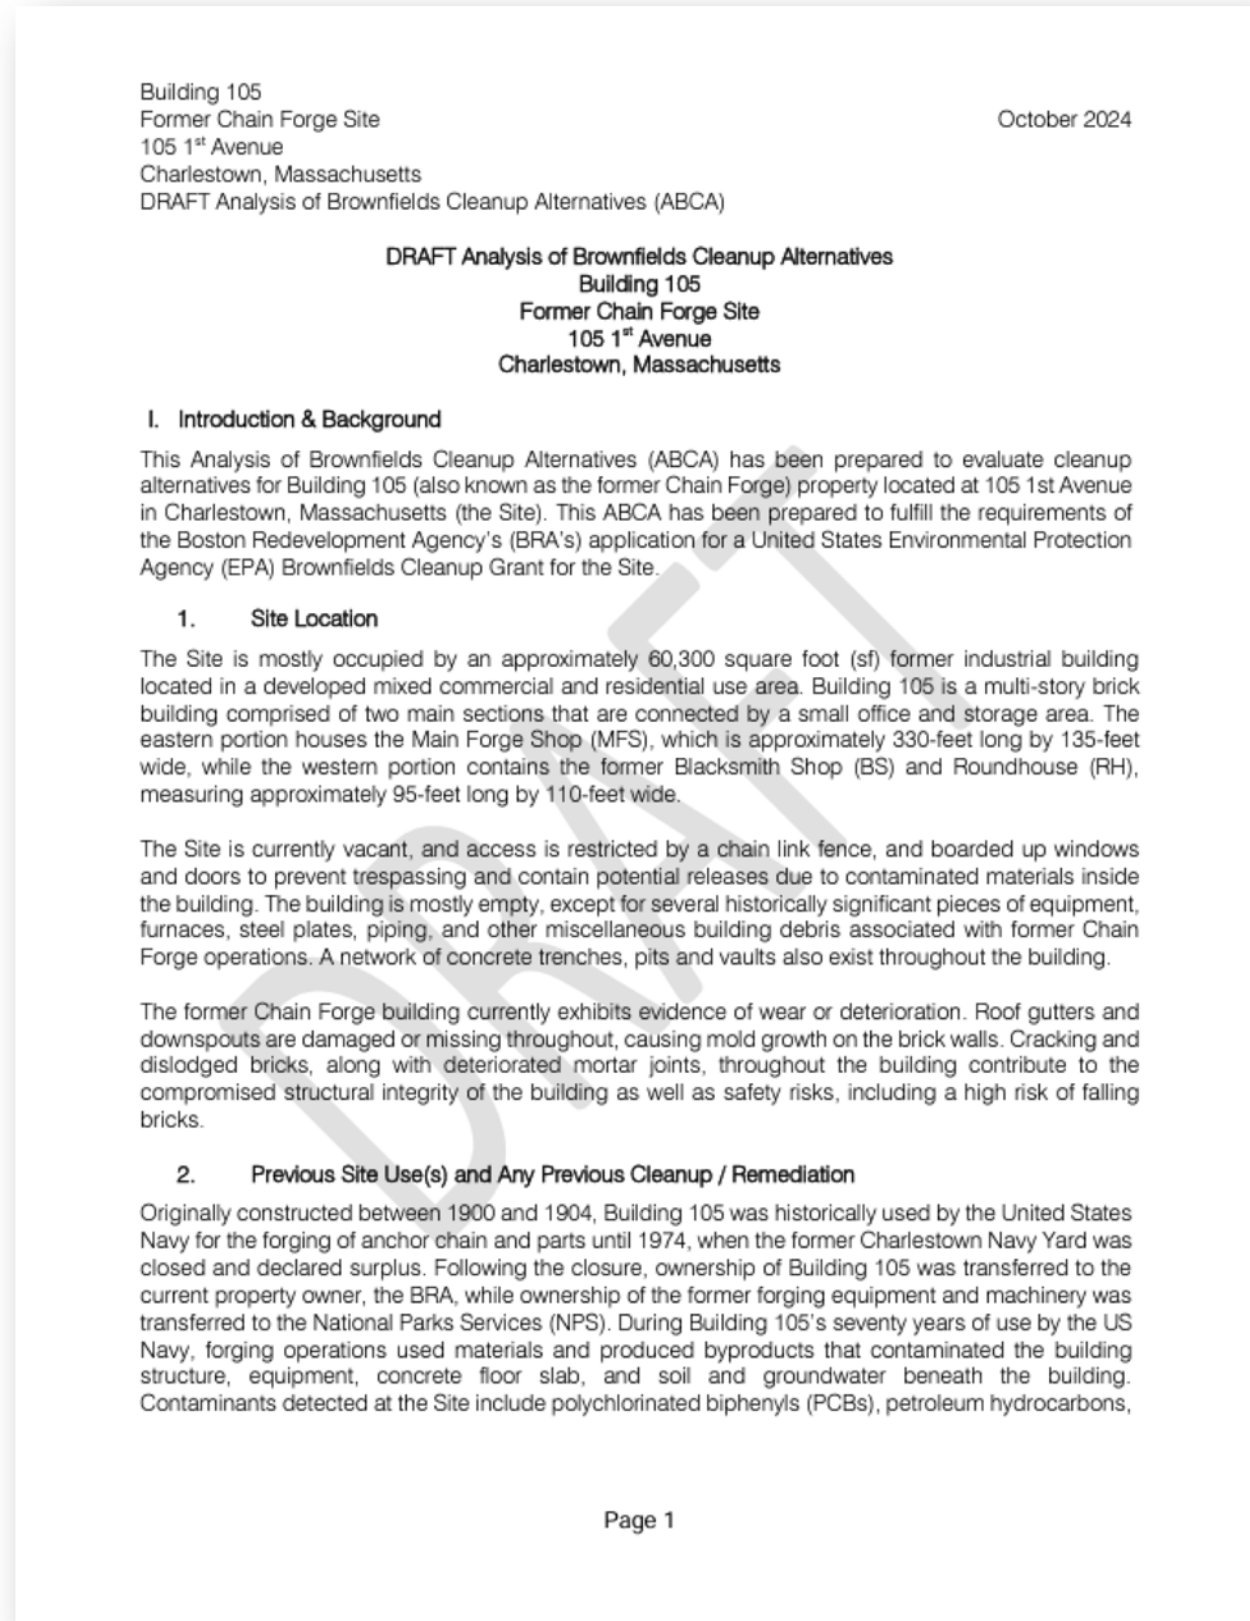 Building 105
Former Chain Forge Site
October 2024
105 1st Avenue
Charlestown, Massachusetts
DRAFT Analysis of Brownfields Cleanup Alternatives (ABCA)
DRAFT Analysis of Brownfields Cleanup Alternatives
Building 105
Former Chain Forge Site
105 1st Avenue
Charlestown, Massachusetts
I. Introduction & Background
This Analysis of Brownfields Cleanup Alternatives (ABCA) has been prepared to evaluate cleanup
alternatives for Building 105 (also known as the former Chain Forge) property located at 105 1st Avenue
in Charlestown, Massachusetts (the Site). This ABCA has been prepared to fulfill the requirements of
the Boston Redevelopment Agency's (BRA's) application for a United States Environmental Protection
Agency (EPA) Brownfields Cleanup Grant for the Site.
1. Site Location
The Site is mostly occupied by an approximately 60,300 square foot (sf) former industrial building
located in a developed mixed commercial and residential use area. Building 105 is a multi-story brick
building comprised of two main sections that are connected by a small office and storage area. The
eastern portion houses the Main Forge Shop (MFS), which is approximately 330-feet long by 135-feet
wide, while the western portion contains the former Blacksmith Shop (BS) and Roundhouse (RH),
measuring approximately 95-feet long by 110-feet wide.
The Site is currently vacant, and access is restricted by a chain link fence, and boarded up windows
and doors to prevent trespassing and contain potential releases due to contaminated materials inside
the building. The building is mostly empty, except for several historically significant pieces of equipment,
furnaces, steel plates, piping, and other miscellaneous building debris associated with former Chain
Forge operations. A network of concrete trenches, pits and vaults also exist throughout the building.
The former Chain Forge building currently exhibits evidence of wear or deterioration. Roof gutters and
downspouts are damaged or missing throughout, causing mold growth on the brick walls. Cracking and
dislodged bricks, along with deteriorated mortar joints, throughout the building contribute to the
compromised structural integrity of the building as well as safety risks, including a high risk of falling
bricks.
2. Previous Site Use(s) and Any Previous Cleanup / Remediation
Originally constructed between 1900 and 1904, Building 105 was historically used by the United States
Navy for the forging of anchor chain and parts until 1974, when the former Charlestown Navy Yard was
closed and declared surplus. Following the closure, ownership of Building 105 was transferred to the
current property owner, the BRA, while ownership of the former forging equipment and machinery was
transferred to the National Parks Services (NPS). During Building 105's seventy years of use by the US
Navy, forging operations used materials and produced byproducts that contaminated the building
structure, equipment, concrete floor slab, and soil and groundwater beneath the building.
Contaminants detected at the Site include polychlorinated biphenyls (PCBs), petroleum hydrocarbons,
Page 1
DRAFT